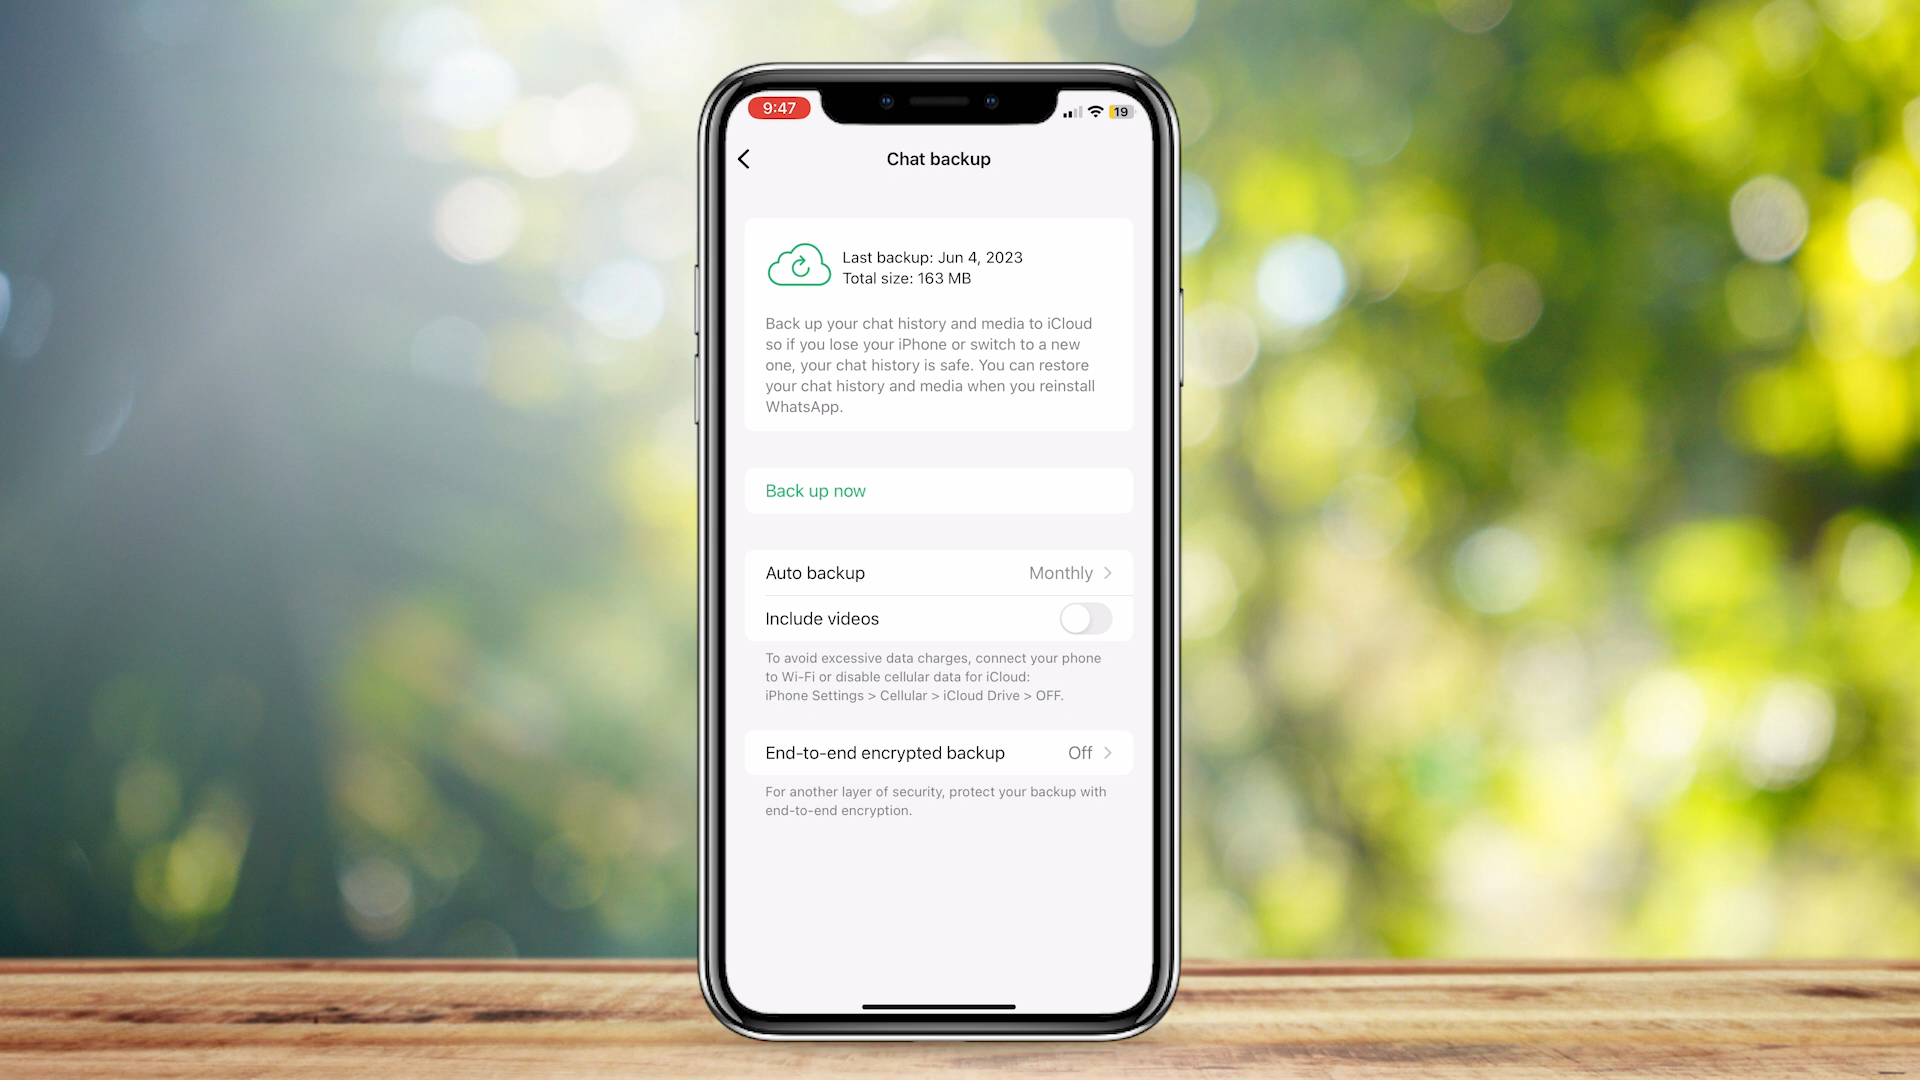 9:47
19
Chat backup
Last backup: Jun 4, 2023
Total size: 163 MB
Back up your chat history and media to iCloud
so if you lose your iPhone or switch to a new
one, your chat history is safe. You can restore
your chat history and media when you reinstall
WhatsApp.
Back up now
Auto backup Monthly
Include videos
To avoid excessive data charges, connect your phone
to Wi-Fi or disable cellular data for iCloud:
iPhone Settings > Cellular > iCloud Drive > OFF.
End-to-end encrypted backup Off
For another layer of security, protect your backup with
end-to-end encryption.